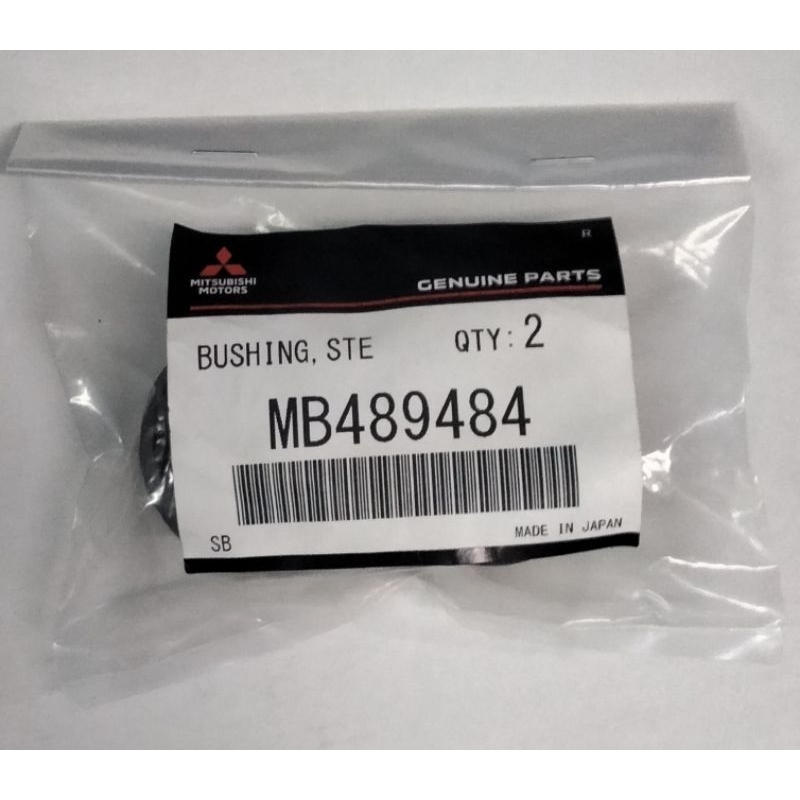 R
MITSUBISHI
MOTORS
GENUINE PARTS
BUSHING, STE QTY: 2
MB489484
SB MADE IN JAPAN